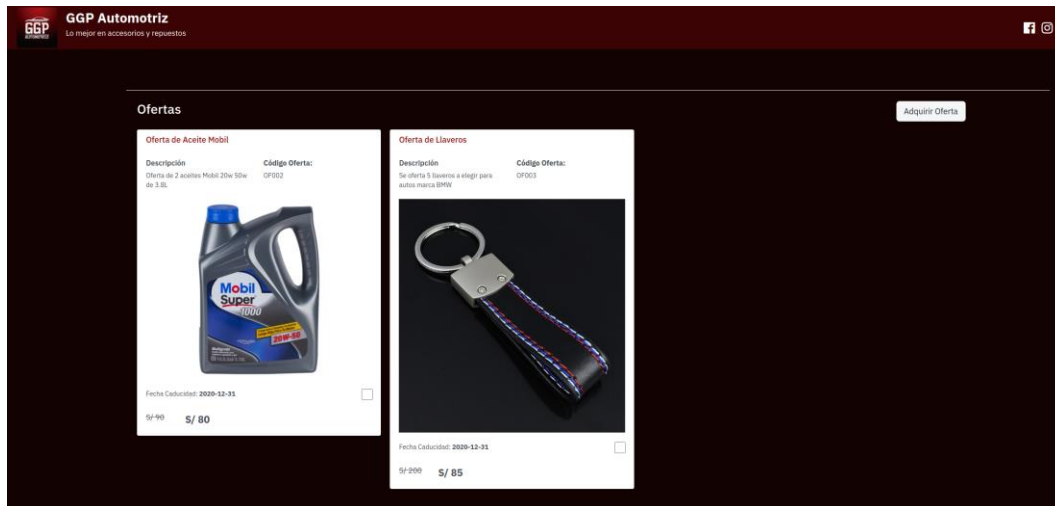 GGP
AUTOMOTRIZ
GGP Automotriz
Lo mejor en accesorios y repuestos
Ofertas
Adquirir Oferta
Oferta de Aceite Mobil
Descripción
Código Oferta:
Oferta de 2 aceites Mobil 20w 50w
de 3.8L
OF002
Mobil
Super
1000
20W-50
Fecha Caducidad: 2020-12-31
S/ 90
S/ 80
Oferta de Llaveros
Descripción
Código Oferta:
Se oferta 5 llaveros a elegir para
autos marca BMW
OF003
Fecha Caducidad: 2020-12-31
S/ 200
S/ 85